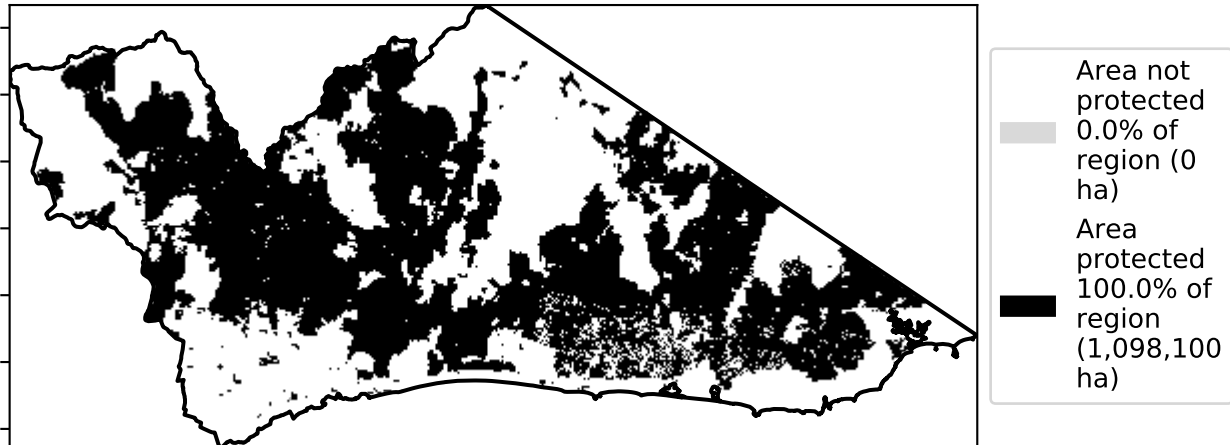 Area not
protected
0.0% of
region (0
ha)
Area
protected
100.0% of
region
(1,098,100
ha)